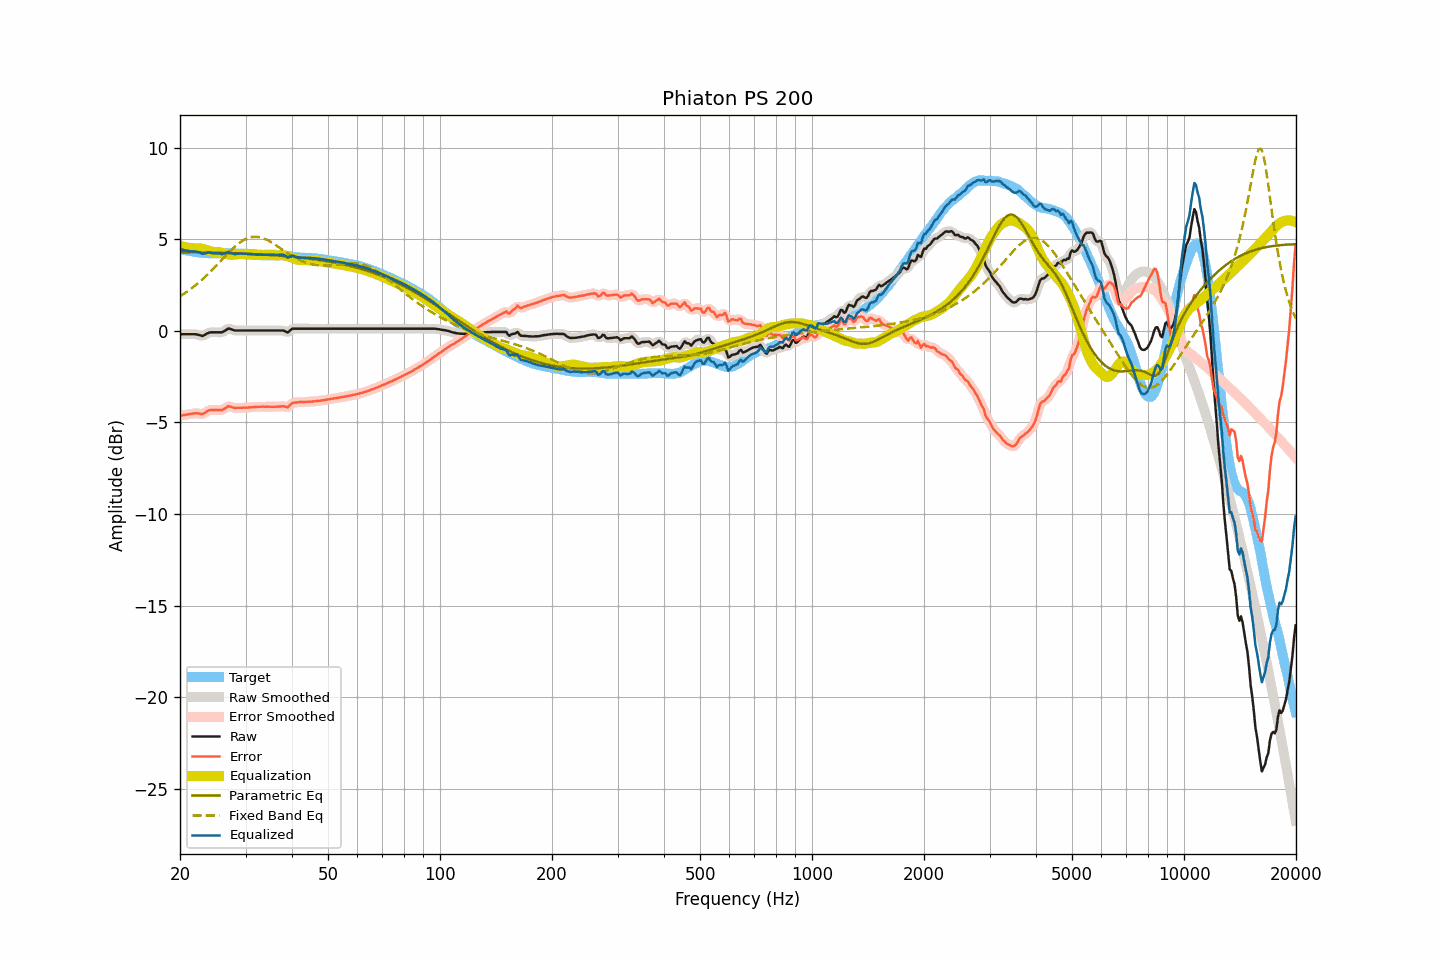 Phiaton PS 200
10
5
0
−5
−10
−15
−20
−25
Amplitude (dBr)
Target
Raw Smoothed
Error Smoothed
Raw
Error
Equalization
Parametric Eq
Fixed Band Eq
Equalized
20 50 100 200 500 1000 2000 5000 10000 20000
Frequency (Hz)